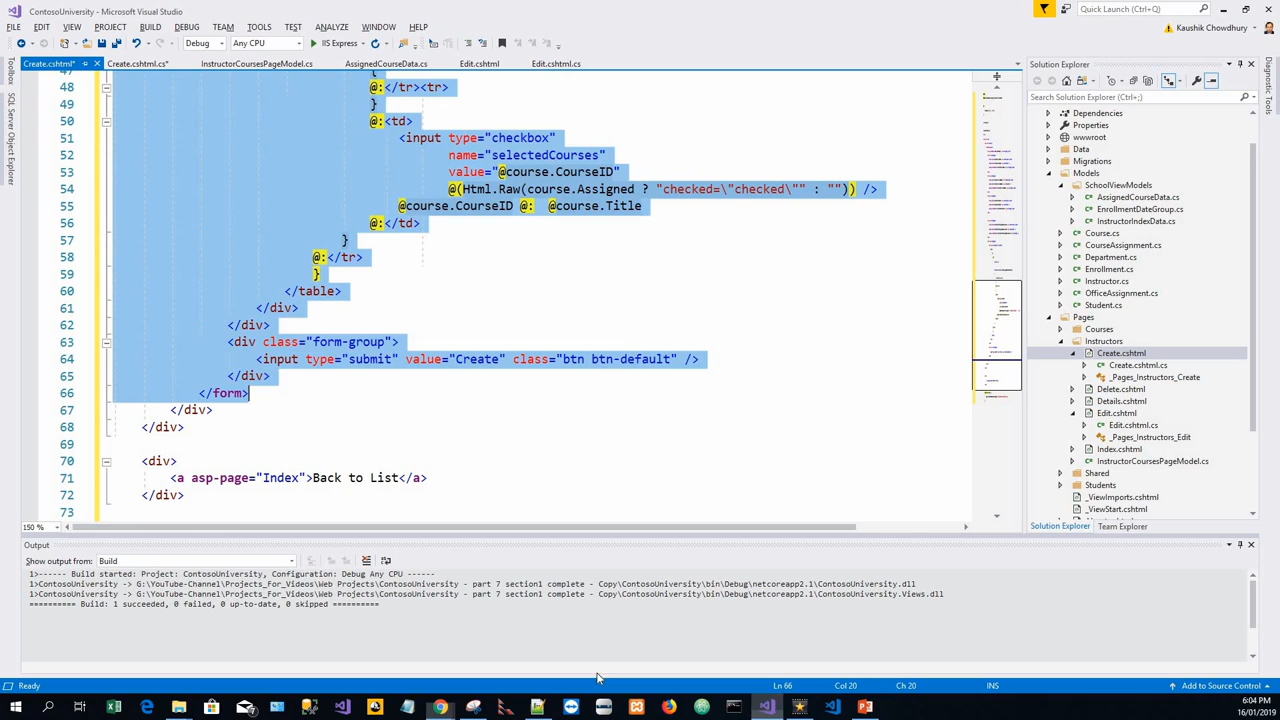 ContosoUniversity - Microsoft Visual Studio
Quick Launch (Ctrl+Q)
FILE EDIT VIEW PROJECT BUILD DEBUG TEAM TOOLS TEST ANALYZE WINDOW HELP
Kaushik Chowdhury
Debug Any CPU IIS Express
Create.cshtml* Create.cshtml.cs* InstructorCoursesPageModel.cs AssignedCourseData.cs Edit.cshtml Edit.cshtml.cs
Toolbox
SQL Server Object Explorer
47 {
48 @:</tr><tr>
49 }
50 @:<td>
51 <input type="checkbox"
52 name="selectedCourses"
53 value="@course.CourseID"
54 @(Html.Raw(course.Assigned ? "checked=\"checked\"" : "")) />
55 @course.CourseID @: @course.Title
56 @:</td>
57 }
58 @:</tr>
59 }
60 </table>
61 </div>
62 </div>
63 <div class="form-group">
64 <input type="submit" value="Create" class="btn btn-default" />
65 </div>
66 </form>
67 </div>
68 </div>
69
70 <div>
71 <a asp-page="Index">Back to List</a>
72 </div>
73
150 %
Solution Explorer
Search Solution Explorer (Ctrl+;)
Dependencies
Properties
wwwroot
Data
Migrations
Models
SchoolViewModels
AssignedCourseData.cs
EnrollmentDateGroup.cs
InstructorIndexData.cs
Course.cs
CourseAssignment.cs
Department.cs
Enrollment.cs
Instructor.cs
OfficeAssignment.cs
Student.cs
Pages
Courses
Instructors
Create.cshtml
Create.cshtml.cs
_Pages_Instructors_Create
Delete.cshtml
Details.cshtml
Edit.cshtml
Edit.cshtml.cs
_Pages_Instructors_Edit
Index.cshtml
InstructorCoursesPageModel.cs
Shared
Students
_ViewImports.cshtml
_ViewStart.cshtml
Solution Explorer Team Explorer
Diagnostic Tools
Output
Show output from: Build
1>------ Build started: Project: ContosoUniversity, Configuration: Debug Any CPU ------
1>ContosoUniversity -> G:\YouTube-Channel\Projects_For_Videos\Web Projects\ContosoUniversity - part 7 section1 complete - Copy\ContosoUniversity\bin\Debug\netcoreapp2.1\ContosoUniversity.dll
1>ContosoUniversity -> G:\YouTube-Channel\Projects_For_Videos\Web Projects\ContosoUniversity - part 7 section1 complete - Copy\ContosoUniversity\bin\Debug\netcoreapp2.1\ContosoUniversity.Views.dll
========== Build: 1 succeeded, 0 failed, 0 up-to-date, 0 skipped ==========
Ready Ln 66 Col 20 Ch 20 INS Add to Source Control
6:04 PM
16/01/2019